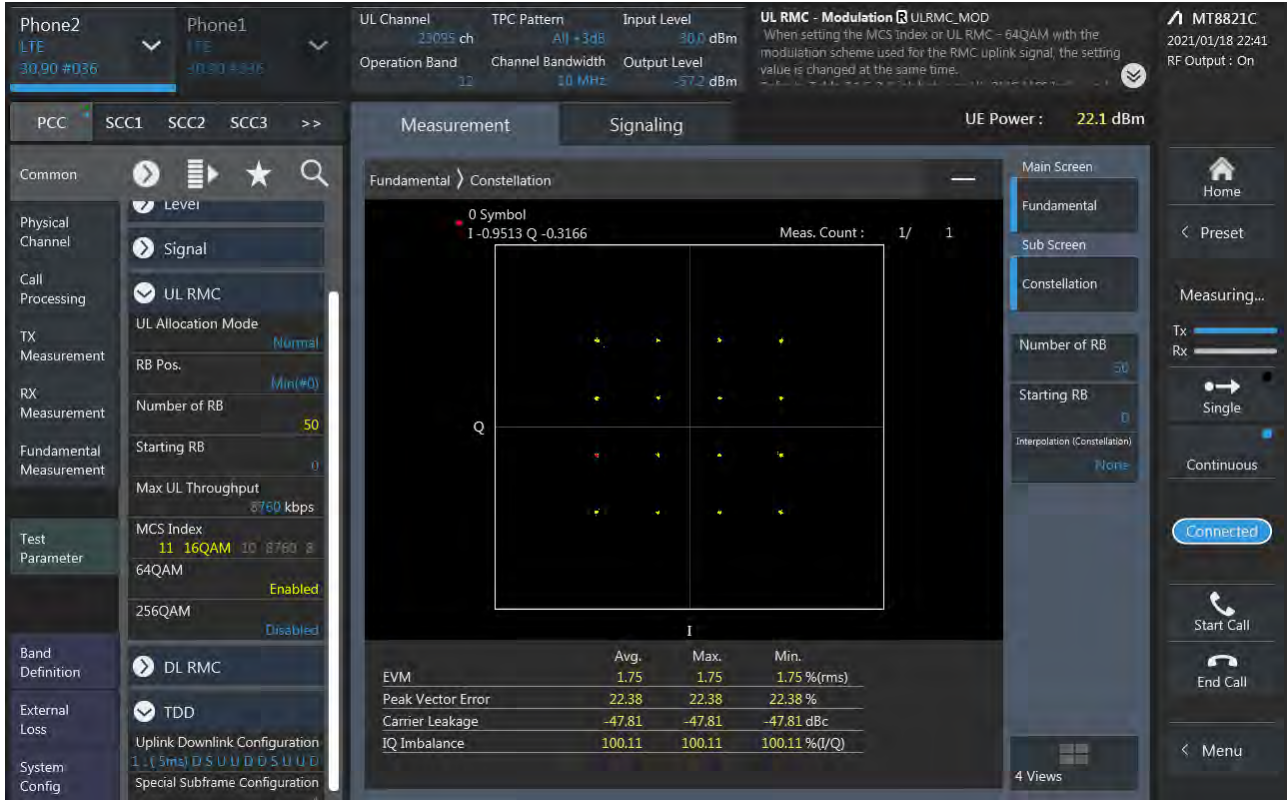 Phone2
LTE
30.90 #036
Phone1
LTE
UL Channel
23095 ch
TPC Pattern
All +3dB
Input Level
30.0 dBm
Operation Band
12
Channel Bandwidth
10 MHz
Output Level
-57.2 dBm
UL RMC - Modulation R ULRMC_MOD
When setting the MCS Index or UL RMC - 64QAM with the
modulation scheme used for the RMC uplink signal, the setting
value is changed at the same time.
MT8821C
2021/01/18 22:41
RF Output : On
PCC SCC1 SCC2 SCC3 >>
Measurement
Signaling
UE Power : 22.1 dBm
Common
Physical
Channel
Call
Processing
TX
Measurement
RX
Measurement
Fundamental
Measurement
Test
Parameter
Band
Definition
External
Loss
System
Config
Level
Signal
UL RMC
UL Allocation Mode
Normal
RB Pos.
Min(#0)
Number of RB
50
Starting RB
0
Max UL Throughput
8760 kbps
MCS Index
11 16QAM 10 8760 8
64QAM
Enabled
256QAM
Disabled
DL RMC
TDD
Uplink Downlink Configuration
1 : ( 5ms) D S U U D D S U U D
Special Subframe Configuration
Fundamental > Constellation
0 Symbol
I -0.9513 Q -0.3166
Meas. Count : 1/ 1
Q
I
Avg. Max. Min.
EVM 1.75 1.75 1.75 %(rms)
Peak Vector Error 22.38 22.38 22.38 %
Carrier Leakage -47.81 -47.81 -47.81 dBc
IQ Imbalance 100.11 100.11 100.11 %(I/Q)
Main Screen
Fundamental
Sub Screen
Constellation
Number of RB
50
Starting RB
0
Interpolation (Constellation)
None
4 Views
Home
< Preset
Measuring...
Tx
Rx
Single
Continuous
Connected
Start Call
End Call
< Menu